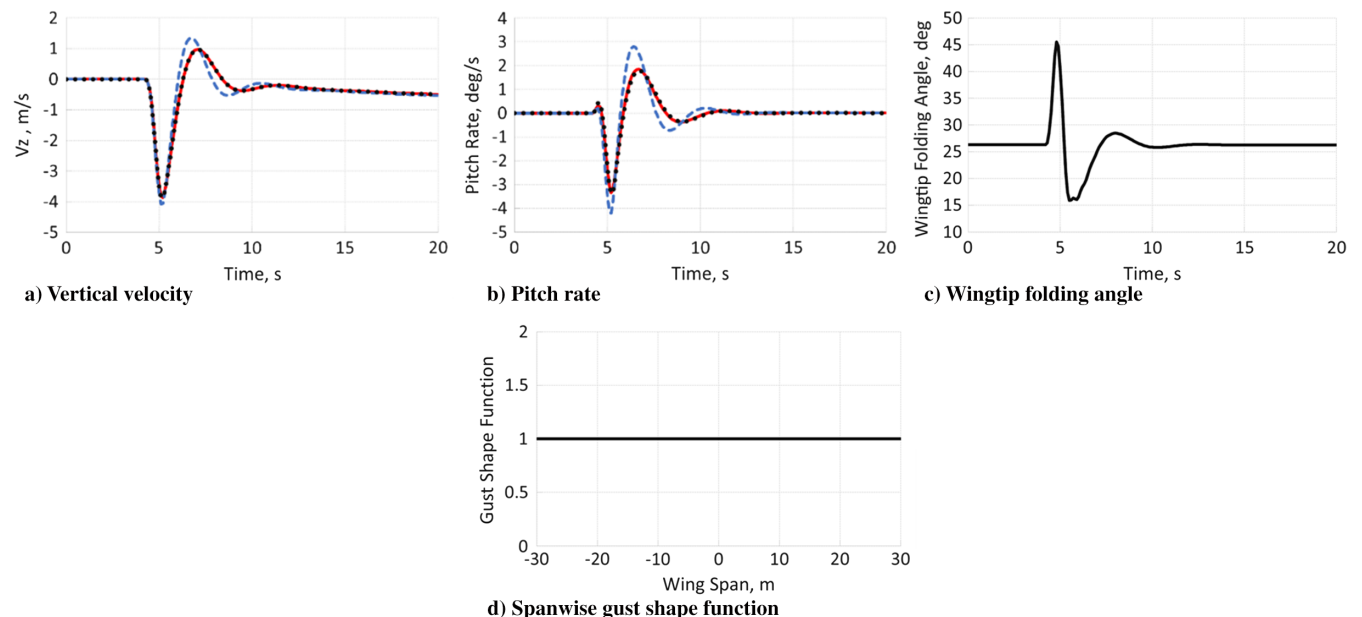 2
1
0
-1
-2
-3
-4
-5
Vz , m/s
0 5 10 15 20
Time, s
a) Vertical velocity
4
3
2
1
0
-1
-2
-3
-4
-5
Pitch Rate, deg/s
0 5 10 15 20
Time, s
b) Pitch rate
50
45
40
35
30
25
20
15
10
Wingtip Folding Angle, deg
0 5 10 15 20
Time, s
c) Wingtip folding angle
2
1.5
1
0.5
0
Gust Shape Function
-30 -20 -10 0 10 20 30
Wing Span, m
d) Spanwise gust shape function